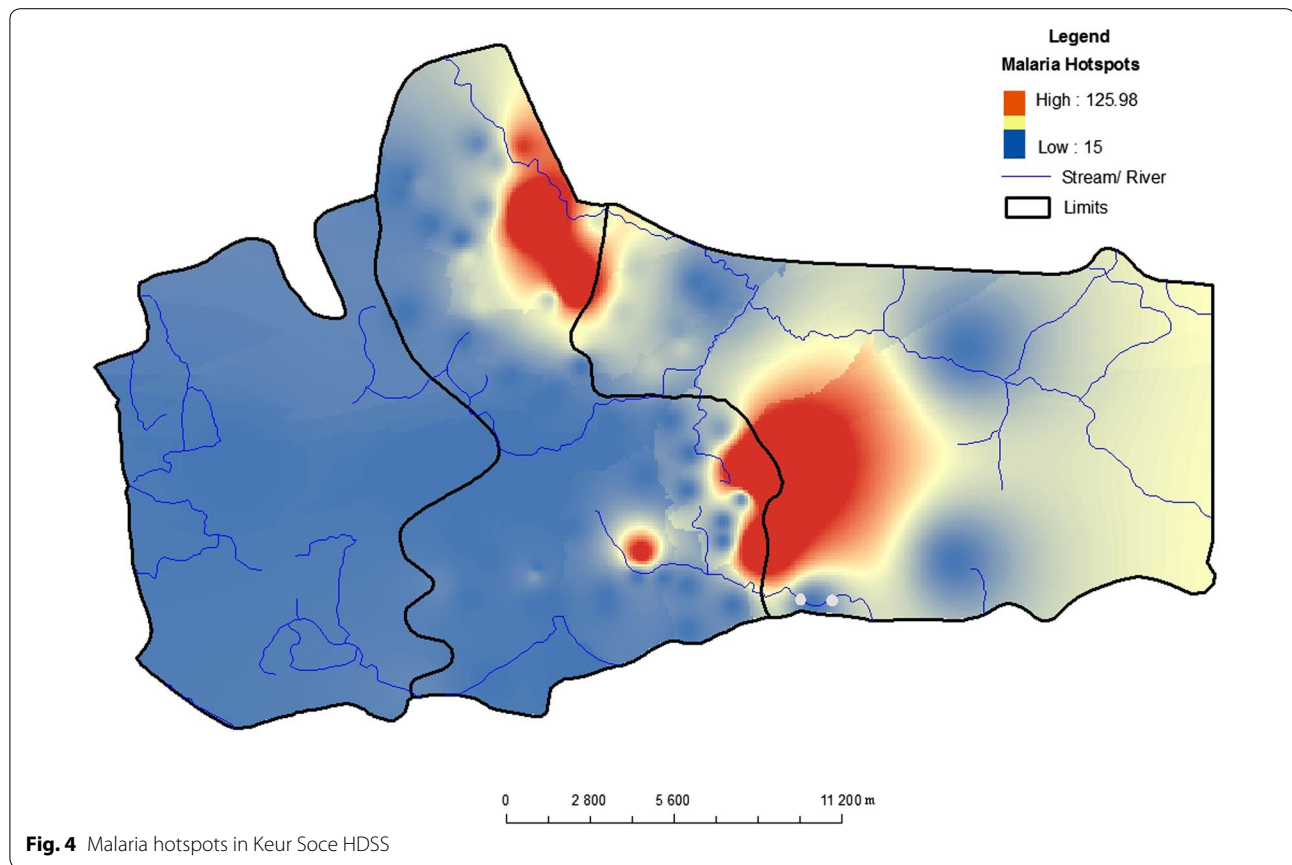 Legend
Malaria Hotspots
High : 125.98
Low : 15
Stream/ River
Limits
0 2 800 5 600 11 200 m
Fig. 4 Malaria hotspots in Keur Soce HDSS